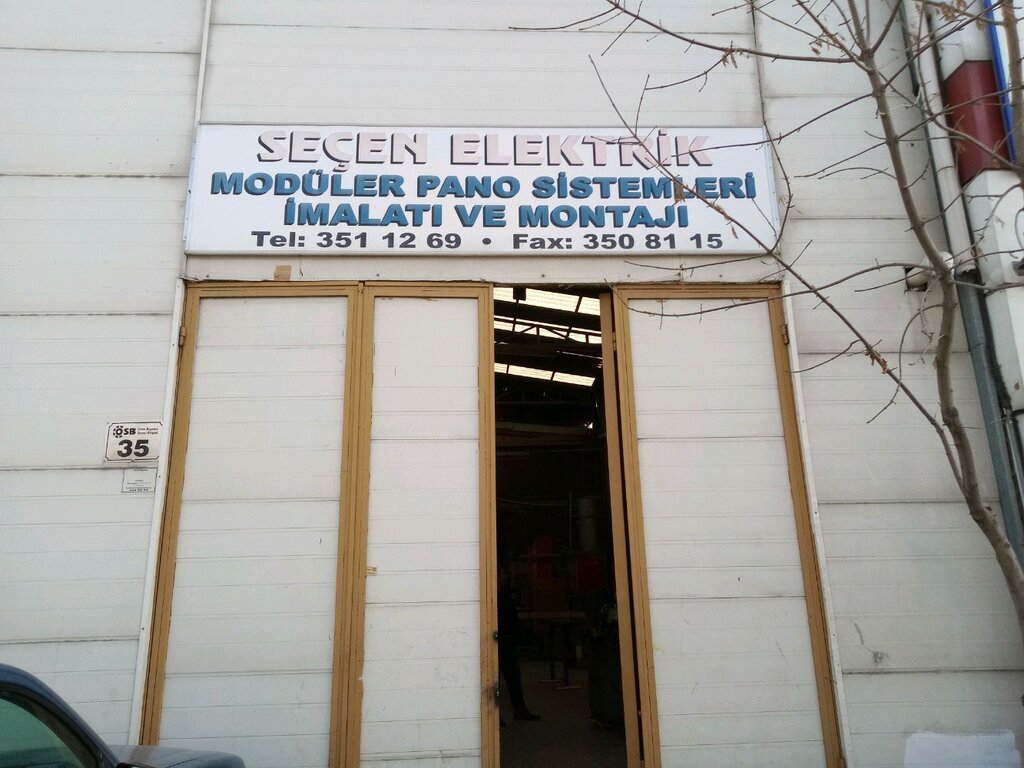 SEÇEN ELEKTRİK
MODÜLER PANO SİSTEMLERİ
İMALATI VE MONTAJI
Tel: 351 12 69 • Fax: 350 81 15
OSB
35